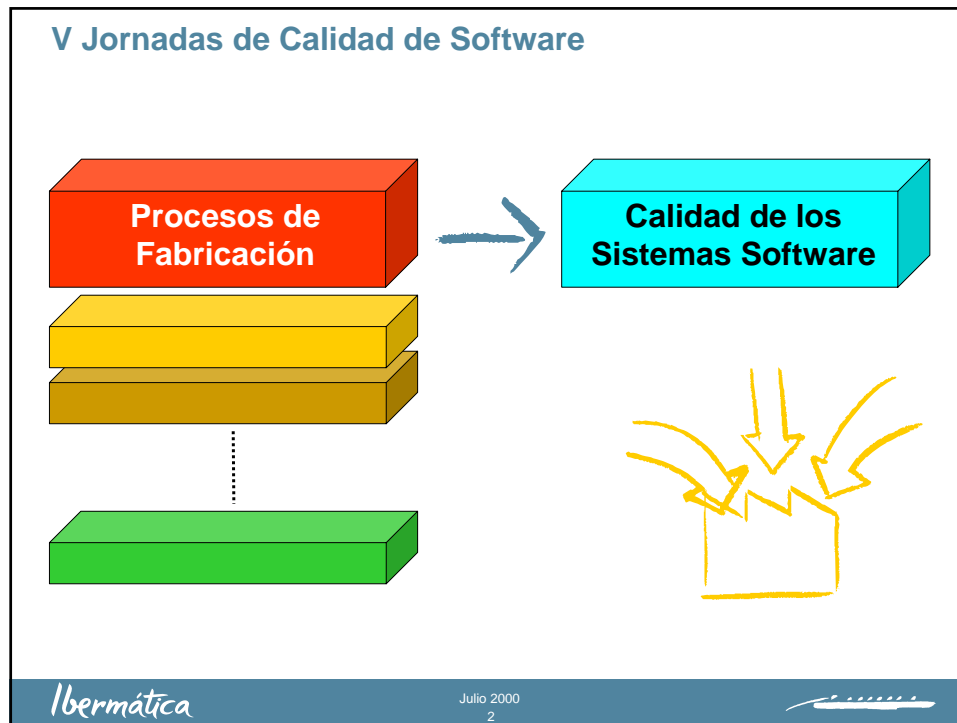 V Jornadas de Calidad de Software
Procesos de
Fabricación
Calidad de los
Sistemas Software
Ibermática
Julio 2000
2